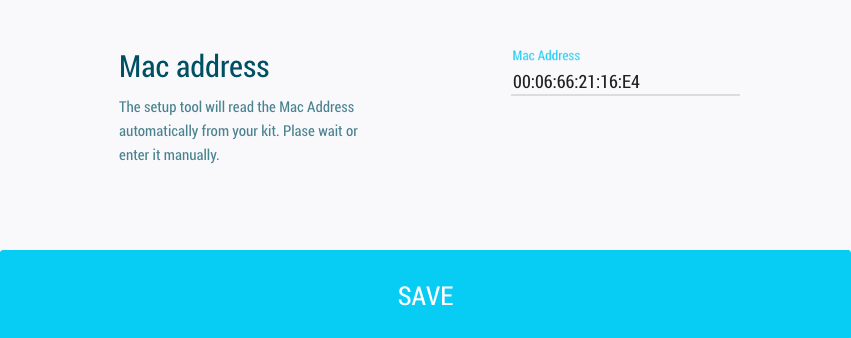 Mac address
The setup tool will read the Mac Address
automatically from your kit. Plase wait or
enter it manually.
Mac Address
00:06:66:21:16:E4
SAVE